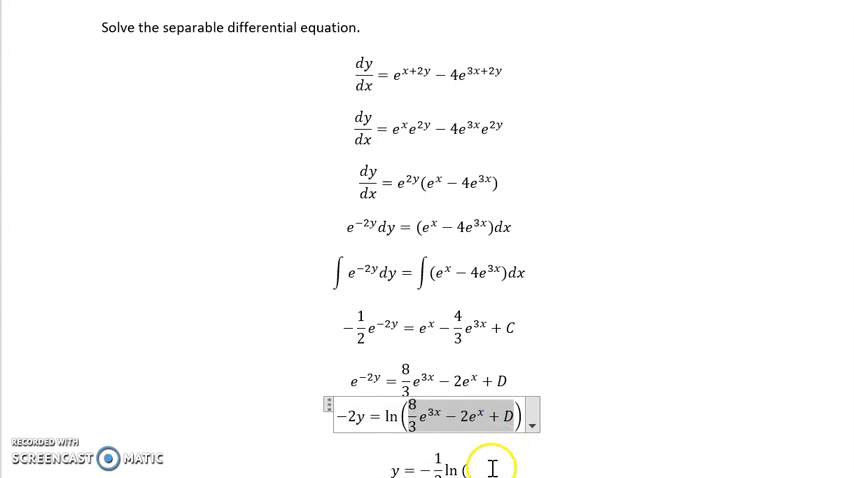 Solve the separable differential equation.
dy/dx = e^{x+2y} − 4e^{3x+2y}
dy/dx = e^x e^{2y} − 4e^{3x} e^{2y}
dy/dx = e^{2y}(e^x − 4e^{3x})
e^{−2y}dy = (e^x − 4e^{3x})dx
∫ e^{−2y}dy = ∫ (e^x − 4e^{3x})dx
−1/2 e^{−2y} = e^x − 4/3 e^{3x} + C
e^{−2y} = 8/3 e^{3x} − 2e^x + D
−2y = ln(8/3 e^{3x} − 2e^x + D)
y = −1/2 ln(
RECORDED WITH
SCREENCAST MATIC